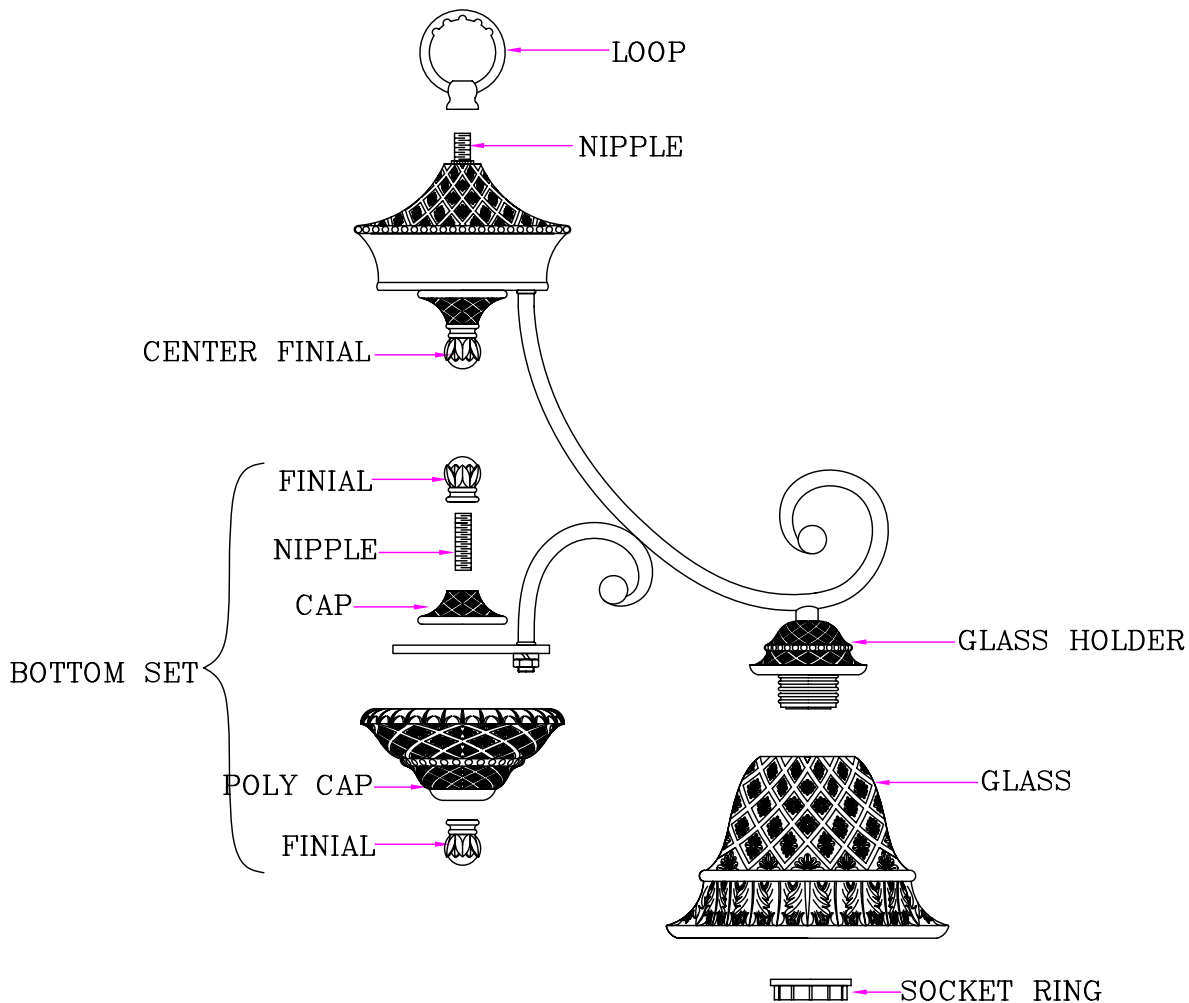 LOOP
NIPPLE
CENTER FINIAL
FINIAL
NIPPLE
CAP
GLASS HOLDER
BOTTOM SET
POLY CAP
GLASS
FINIAL
SOCKET RING